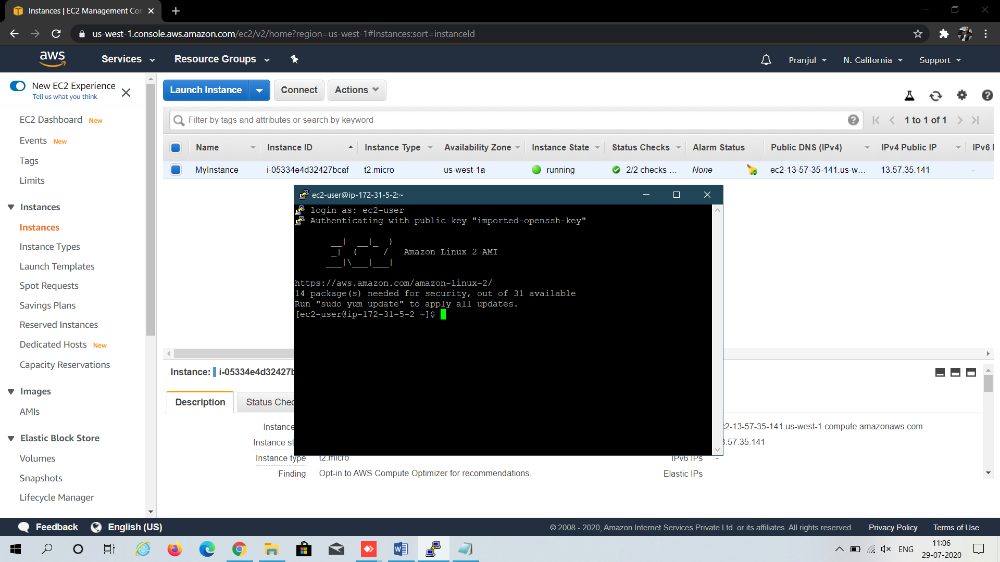 Instances | EC2 Management Con
us-west-1.console.aws.amazon.com/ec2/v2/home?region=us-west-1#Instances:sort=instanceId
aws
Services
Resource Groups
Pranjul
N. California
Support
New EC2 Experience
Tell us what you think
EC2 Dashboard New
Events New
Tags
Limits
Instances
Instances
Instance Types
Launch Templates
Spot Requests
Savings Plans
Reserved Instances
Dedicated Hosts New
Capacity Reservations
Images
AMIs
Elastic Block Store
Volumes
Snapshots
Lifecycle Manager
Launch Instance
Connect
Actions
Filter by tags and attributes or search by keyword
1 to 1 of 1
Name Instance ID Instance Type Availability Zone Instance State Status Checks Alarm Status Public DNS (IPv4) IPv4 Public IP IPv6 I
MyInstance i-05334e4d32427bcaf t2.micro us-west-1a running 2/2 checks ... None ec2-13-57-35-141.us-w... 13.57.35.141 -
ec2-user@ip-172-31-5-2:~
login as: ec2-user
Authenticating with public key "imported-openssh-key"
       __|  __|_  )
       _|  (     /   Amazon Linux 2 AMI
      ___|\___|___|
https://aws.amazon.com/amazon-linux-2/
14 package(s) needed for security, out of 31 available
Run "sudo yum update" to apply all updates.
[ec2-user@ip-172-31-5-2 ~]$
Instance: i-05334e4d32427b
Description
Status Chec
Instance
c2-13-57-35-141.us-west-1.compute.amazonaws.com
Instance st
3.57.35.141
Instance type t2.micro
IPv6 IPs -
Finding Opt-in to AWS Compute Optimizer for recommendations.
Elastic IPs
Feedback
English (US)
© 2008 - 2020, Amazon Internet Services Private Ltd. or its affiliates. All rights reserved.
Privacy Policy
Terms of Use
ENG
11:06
29-07-2020